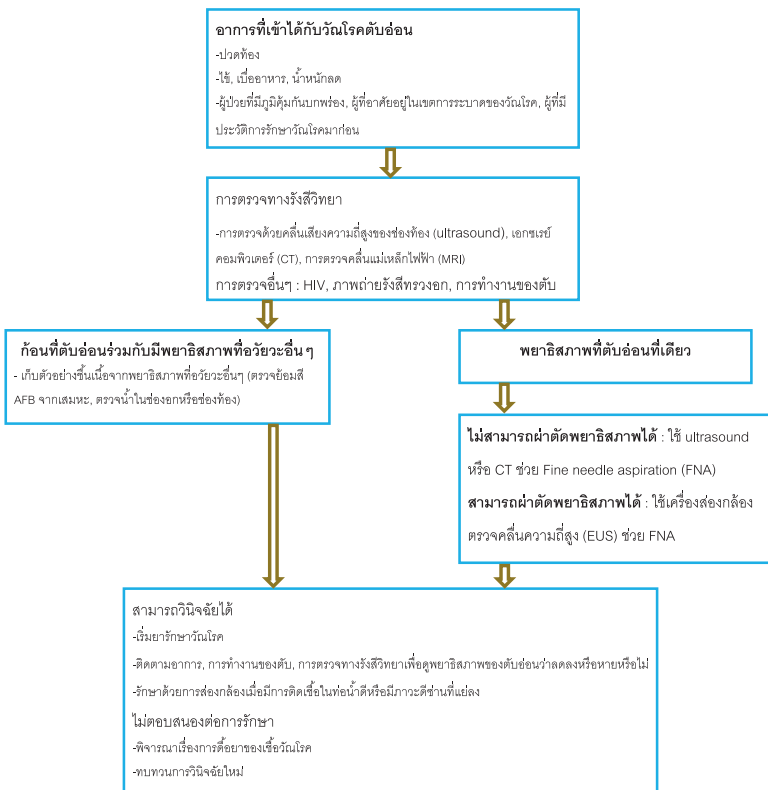 อาการที่เข้าได้กับวัณโรคตับอ่อน
-ปวดท้อง
-ไข้, เบื่ออาหาร, น้ำหนักลด
-ผู้ป่วยที่มีภูมิคุ้มกันบกพร่อง, ผู้ที่อาศัยอยู่ในเขตการระบาดของวัณโรค, ผู้ที่มี
ประวัติการรักษาวัณโรคมาก่อน
การตรวจทางรังสีวิทยา
-การตรวจด้วยคลื่นเสียงความถี่สูงของช่องท้อง (ultrasound), เอกซเรย์
คอมพิวเตอร์ (CT), การตรวจคลื่นแม่เหล็กไฟฟ้า (MRI)
การตรวจอื่นๆ : HIV, ภาพถ่ายรังสีทรวงอก, การทำงานของตับ
ก้อนที่ตับอ่อนร่วมกับมีพยาธิสภาพที่อวัยวะอื่น ๆ
- เก็บตัวอย่างชิ้นเนื้อจากพยาธิสภาพที่อวัยวะอื่นๆ (ตรวจย้อมสี
AFB จากเสมหะ, ตรวจน้ำในช่องอกหรือช่องท้อง)
พยาธิสภาพที่ตับอ่อนที่เดียว
ไม่สามารถผ่าตัดพยาธิสภาพได้ : ใช้ ultrasound
หรือ CT ช่วย Fine needle aspiration (FNA)
สามารถผ่าตัดพยาธิสภาพได้ : ใช้เครื่องส่องกล้อง
ตรวจคลื่นความถี่สูง (EUS) ช่วย FNA
สามารถวินิจฉัยได้
-เริ่มยารักษาวัณโรค
-ติดตามอาการ, การทำงานของตับ, การตรวจทางรังสีวิทยาเพื่อดูพยาธิสภาพของตับอ่อนว่าลดลงหรือหายหรือไม่
-รักษาด้วยการส่องกล้องเมื่อมีการติดเชื้อในท่อน้ำดีหรือมีภาวะดีซ่านที่แย่ลง
ไม่ตอบสนองต่อการรักษา
-พิจารณาเรื่องการดื้อยาของเชื้อวัณโรค
-ทบทวนการวินิจฉัยใหม่